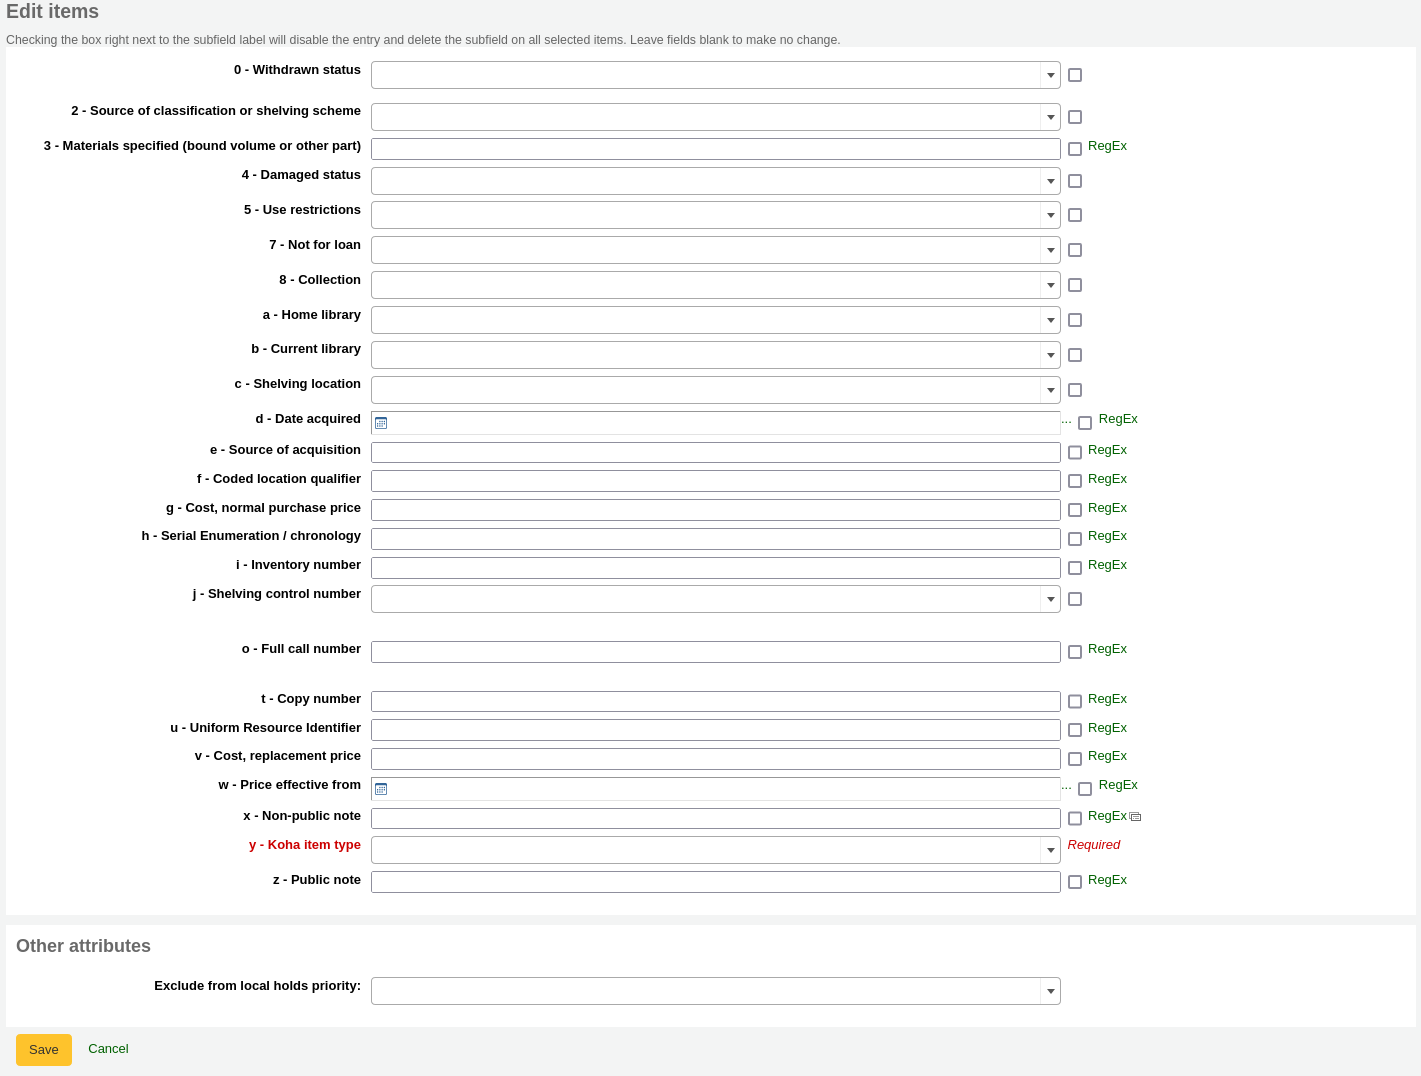 Edit items
Checking the box right next to the subfield label will disable the entry and delete the subfield on all selected items. Leave fields blank to make no change.
0 - Withdrawn status
2 - Source of classification or shelving scheme
3 - Materials specified (bound volume or other part) RegEx
4 - Damaged status
5 - Use restrictions
7 - Not for loan
8 - Collection
a - Home library
b - Current library
c - Shelving location
d - Date acquired ... RegEx
e - Source of acquisition RegEx
f - Coded location qualifier RegEx
g - Cost, normal purchase price RegEx
h - Serial Enumeration / chronology RegEx
i - Inventory number RegEx
j - Shelving control number
o - Full call number RegEx
t - Copy number RegEx
u - Uniform Resource Identifier RegEx
v - Cost, replacement price RegEx
w - Price effective from ... RegEx
x - Non-public note RegEx
y - Koha item type Required
z - Public note RegEx
Other attributes
Exclude from local holds priority:
Save Cancel